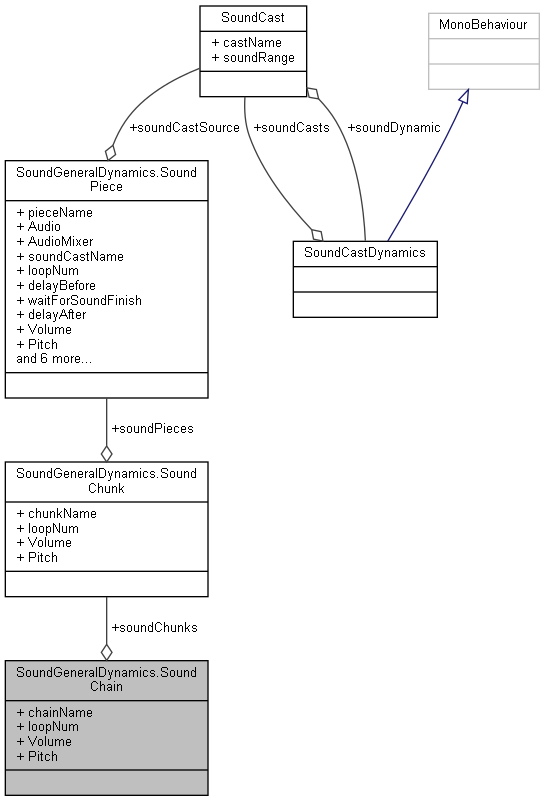 SoundCast
+ castName
+ soundRange
MonoBehaviour
+soundCastSource
+soundCasts
+soundDynamic
SoundGeneralDynamics.Sound
Piece
+ pieceName
+ Audio
+ AudioMixer
+ soundCastName
+ loopNum
+ delayBefore
+ waitForSoundFinish
+ delayAfter
+ Volume
+ Pitch
and 6 more...
SoundCastDynamics
+soundPieces
SoundGeneralDynamics.Sound
Chunk
+ chunkName
+ loopNum
+ Volume
+ Pitch
+soundChunks
SoundGeneralDynamics.Sound
Chain
+ chainName
+ loopNum
+ Volume
+ Pitch